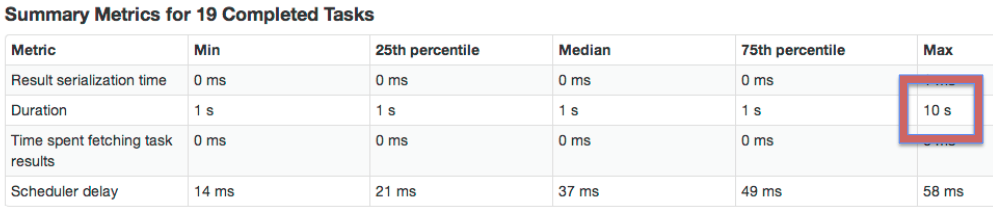 Summary Metrics for 19 Completed Tasks
Metric Min 25th percentile Median 75th percentile Max
Result serialization time 0 ms 0 ms 0 ms 0 ms
Duration 1 s 1 s 1 s 1 s 10 s
Time spent fetching task 0 ms 0 ms 0 ms 0 ms
results
Scheduler delay 14 ms 21 ms 37 ms 49 ms 58 ms